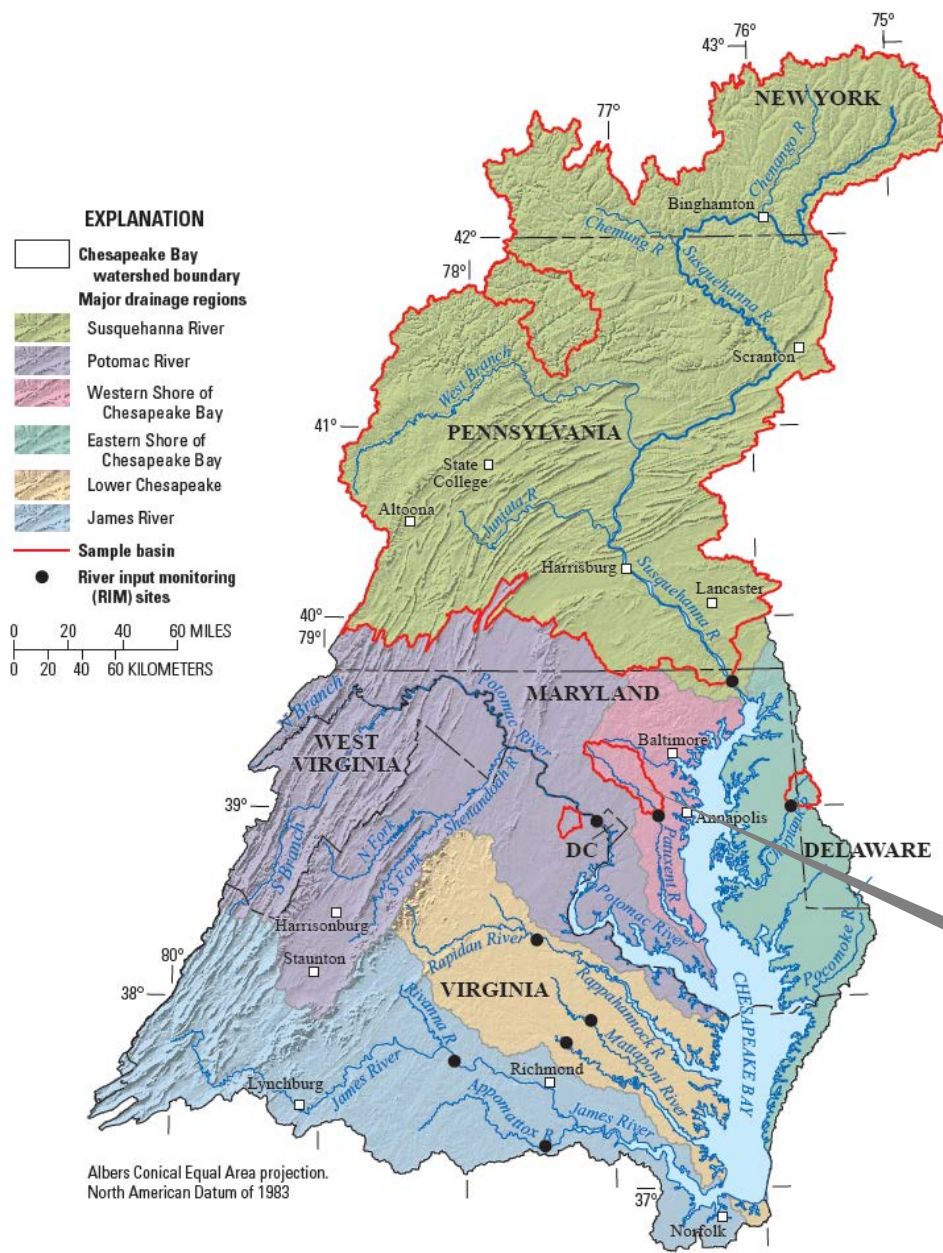 75°
76°
43°
NEW YORK
77°
Chenango R
Binghamton
EXPLANATION
Chesapeake Bay
watershed boundary
Major drainage regions
Susquehanna River
Potomac River
Western Shore of
Chesapeake Bay
Eastern Shore of
Chesapeake Bay
Lower Chesapeake
James River
Sample basin
River input monitoring
(RIM) sites
0 20 40 60 MILES
0 20 40 60 KILOMETERS
42°
78°
Chemung R
Susquehanna R
Scranton
West Branch
41°
PENNSYLVANIA
State
College
Altoona
Juniata R
Harrisburg
Susquehanna R
Lancaster
40°
79°
MARYLAND
N Branch
Potomac River
Baltimore
WEST
VIRGINIA
39°
Shenandoah R
N Fork
S Fork
S Branch
Annapolis
DC
Choptank R
DELAWARE
Patuxent R
Harrisonburg
Potomac River
Staunton
Pocomoke R
80°
38°
Rapidan River
VIRGINIA
Rappahannock R
CHESAPEAKE BAY
Rivanna R
Mattaponi River
Richmond
Lynchburg
James River
Appomattox R
James River
Albers Conical Equal Area projection.
North American Datum of 1983
37°
Norfolk